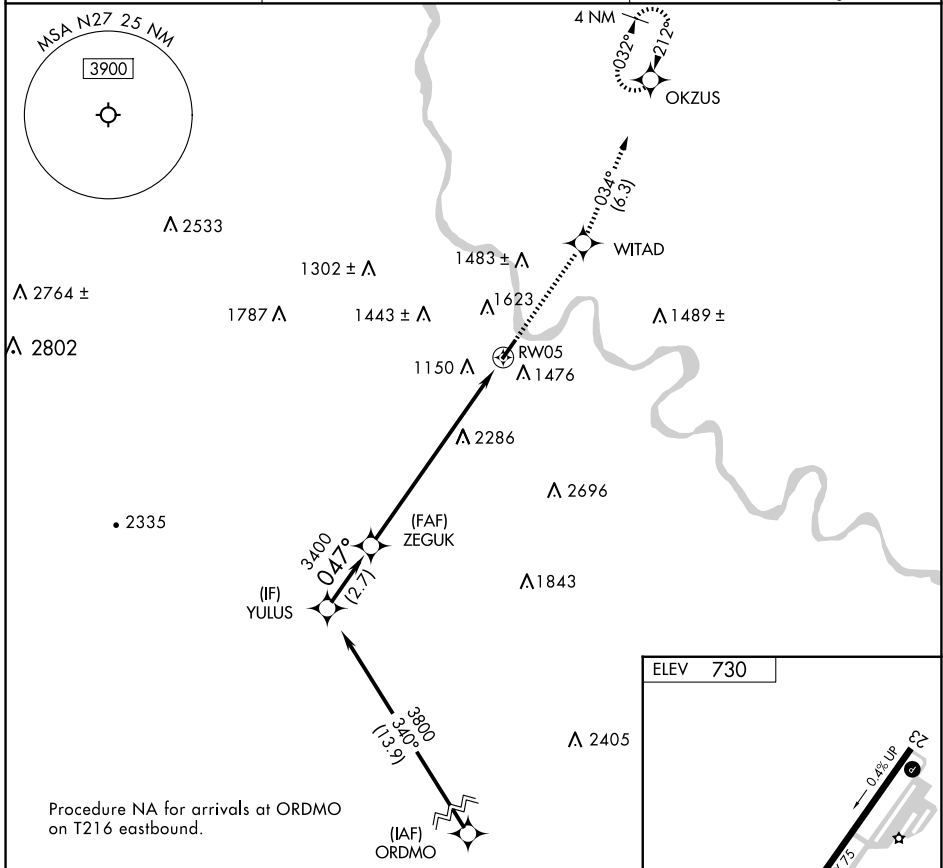 MSA N27 25 NM
3900
4 NM
032°
212°
OKZUS
034°
(6.3)
WITAD
2533
1302 ±
1483 ±
2764 ±
1787
1443 ±
1623
1489 ±
2802
RW05
1150
1476
2286
2696
2335
(FAF)
ZEGUK
3400
047°
(2.7)
1843
(IF)
YULUS
3800
340°
(13.9)
2405
Procedure NA for arrivals at ORDMO
on T216 eastbound.
(IAF)
ORDMO
ELEV 730
23
0.4% UP
P
75